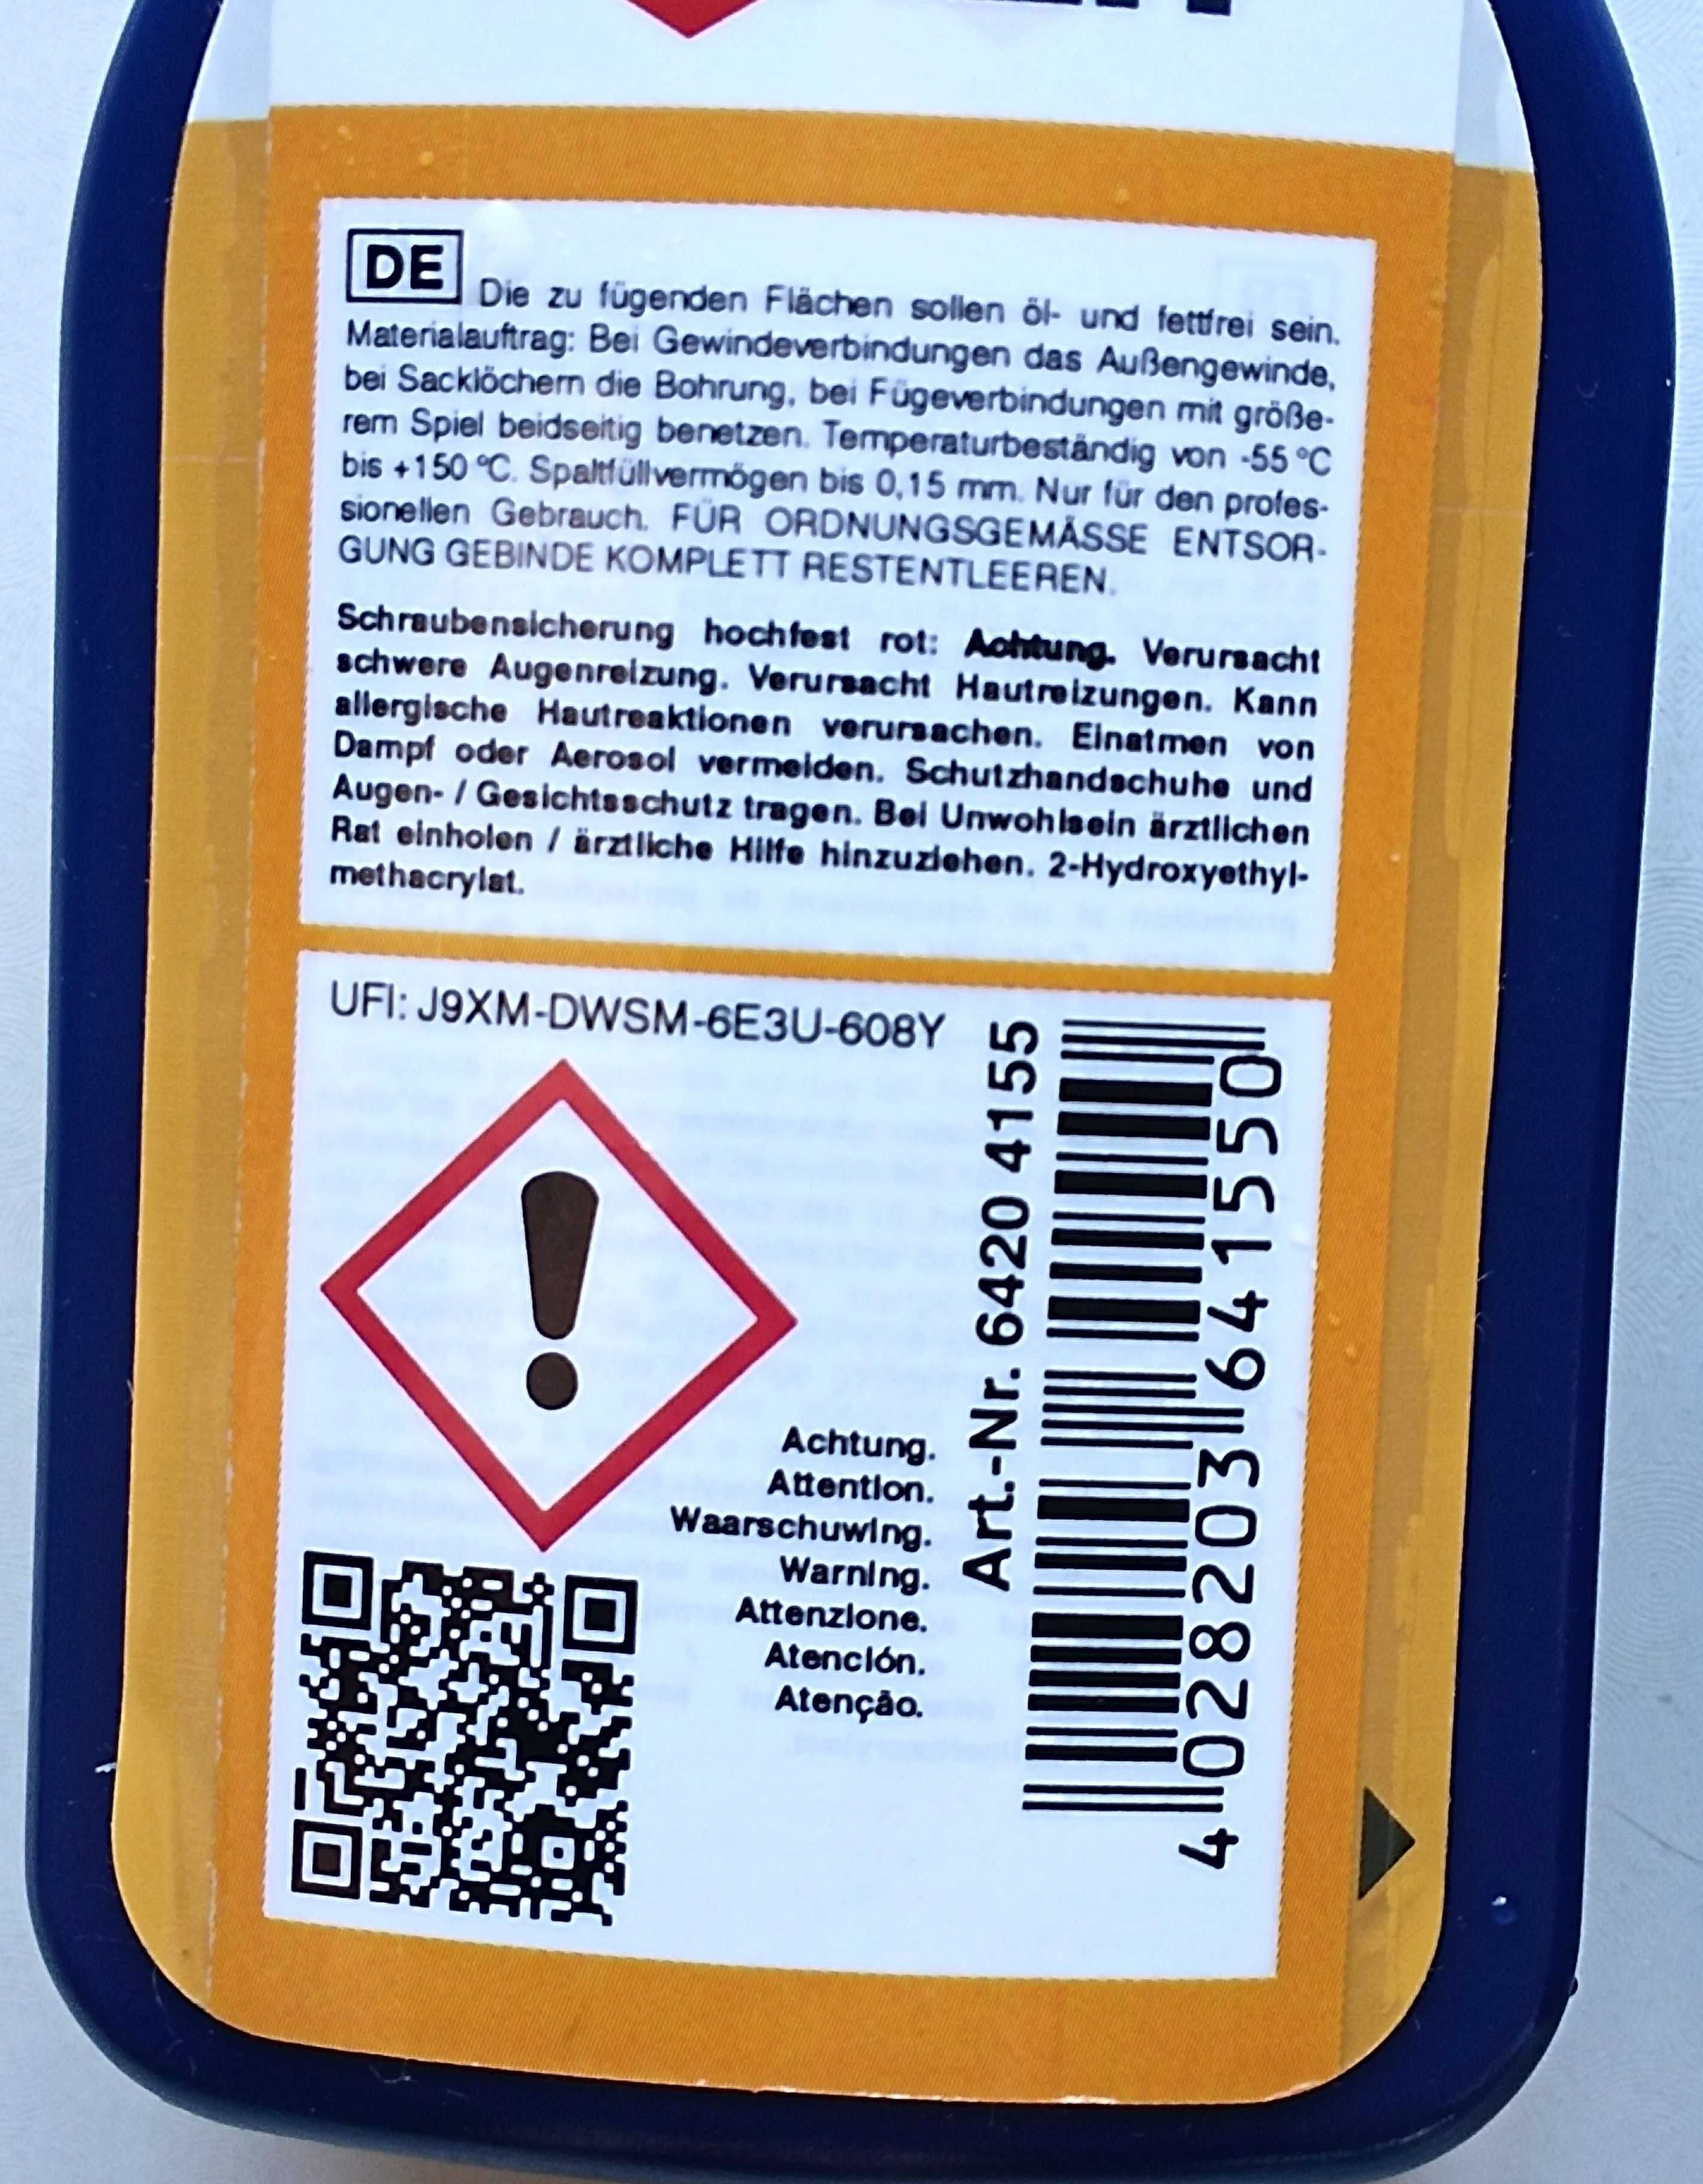 DE Die zu fügenden Flächen sollen öl- und fettfrei sein.
Materialauftrag: Bei Gewindeverbindungen das Außengewinde,
bei Sacklöchern die Bohrung, bei Fügeverbindungen mit größe-
rem Spiel beidseitig benetzen. Temperaturbeständig von -55 °C
bis +150 °C. Spaltfüllvermögen bis 0,15 mm. Nur für den profes-
sionellen Gebrauch. FÜR ORDNUNGSGEMÄSSE ENTSOR-
GUNG GEBINDE KOMPLETT RESTENTLEEREN.
Schraubensicherung hochfest rot: Achtung. Verursacht
schwere Augenreizung. Verursacht Hautreizungen. Kann
allergische Hautreaktionen verursachen. Einatmen von
Dampf oder Aerosol vermeiden. Schutzhandschuhe und
Augen- / Gesichtsschutz tragen. Bei Unwohlsein ärztlichen
Rat einholen / ärztliche Hilfe hinzuziehen. 2-Hydroxyethyl-
methacrylat.
UFI: J9XM-DWSM-6E3U-608Y
Achtung.
Attention.
Waarschuwing.
Warning.
Attenzione.
Atención.
Atenção.
Art.-Nr. 6420 4155
4 028203 641550